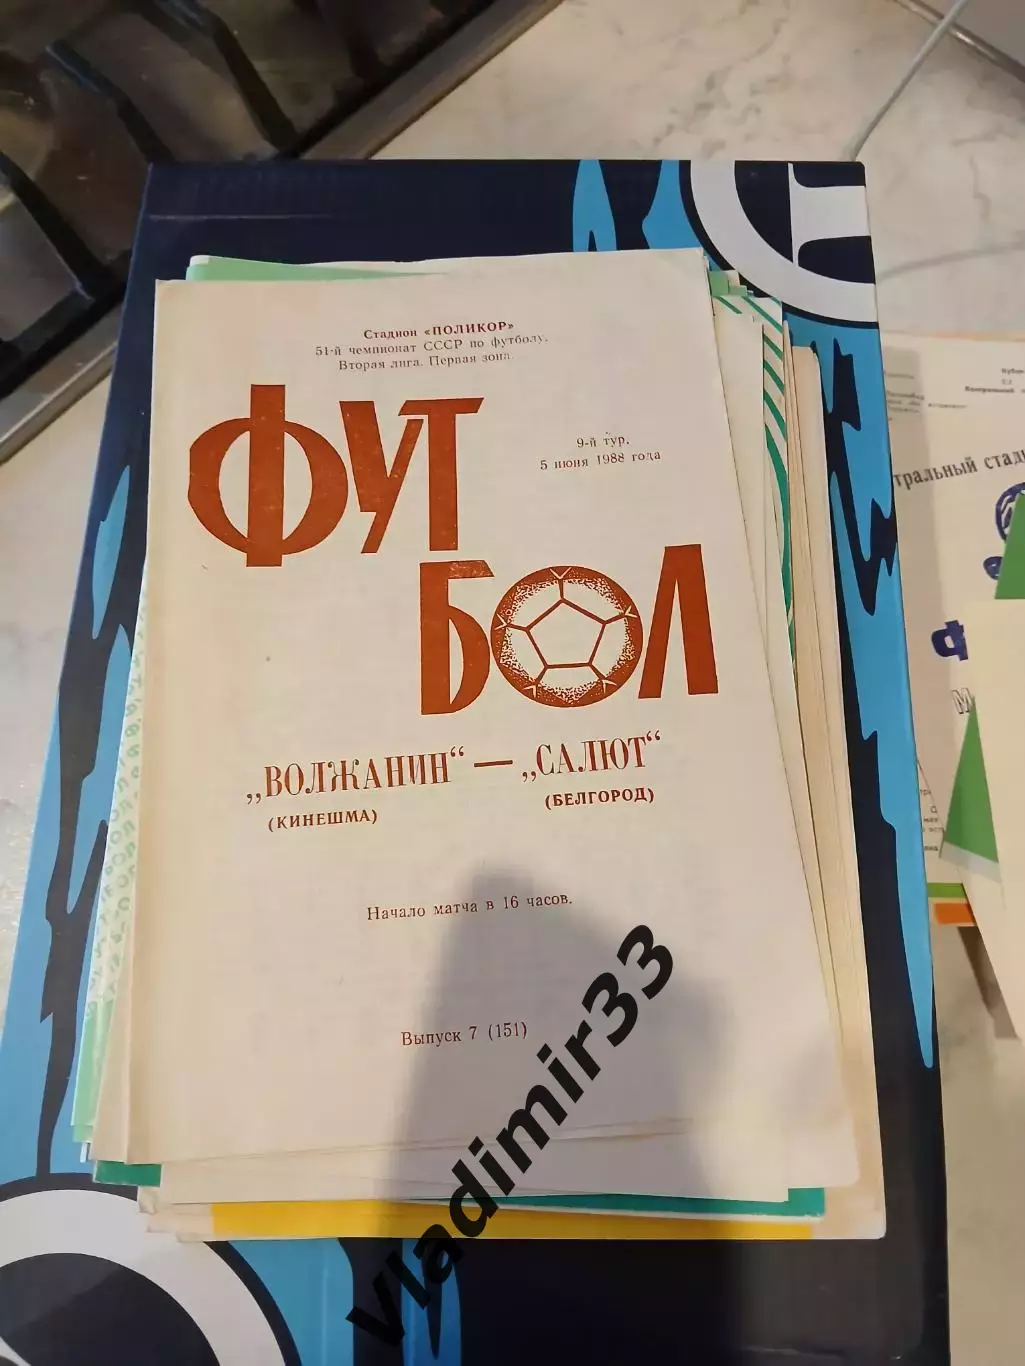 Стадион «ПОЛИКОР»
51-й чемпионат СССР по футболу.
Вторая лига. Первая зона.
9-й тур.
5 июня 1988 года
ФУТ
БОЛ
„ВОЛЖАНИН“ — „САЛЮТ“
(КИНЕШМА) (БЕЛГОРОД)
Начало матча в 16 часов.
Выпуск 7 (151)
vladimir33